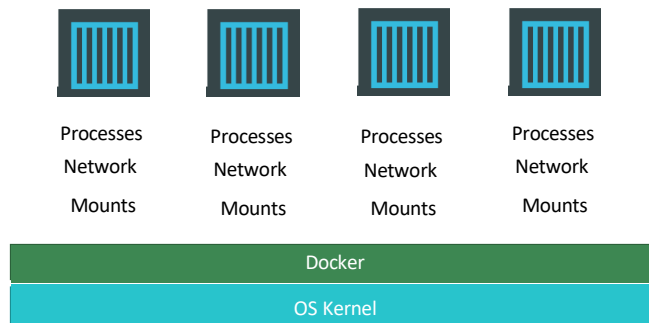 Processes Processes Processes Processes
Network Network Network Network
Mounts Mounts Mounts Mounts
Docker
OS Kernel